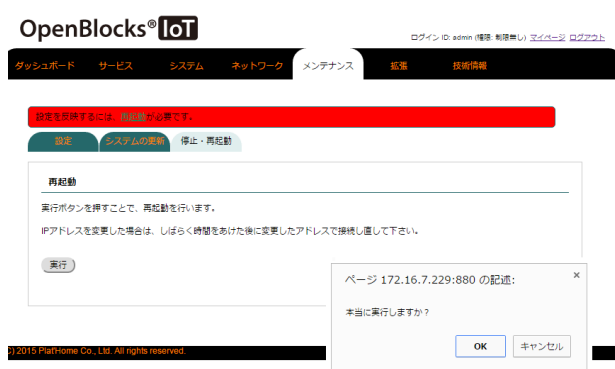 OpenBlocks® IoT
ログイン ID: admin (権限: 制限無し) マイページ ログアウト
ダッシュボード サービス システム ネットワーク メンテナンス 拡張 技術情報
設定を反映するには、再起動が必要です。
設定 システムの更新 停止・再起動
再起動
実行ボタンを押すことで、再起動を行います。
IPアドレスを変更した場合は、しばらく時間をあけた後に変更したアドレスで接続し直して下さい。
実行
ページ 172.16.7.229:880 の記述: ×
本当に実行しますか?
OK キャンセル
) 2015 Plat'Home Co., Ltd. All rights reserved.